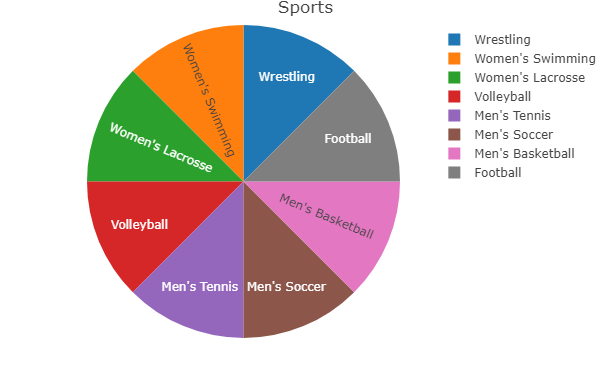 Sports
Wrestling
Women's Swimming
Women's Lacrosse
Volleyball
Men's Tennis
Men's Soccer
Men's Basketball
Football
Wrestling
Women's Swimming
Women's Lacrosse
Volleyball
Men's Tennis
Men's Soccer
Men's Basketball
Football